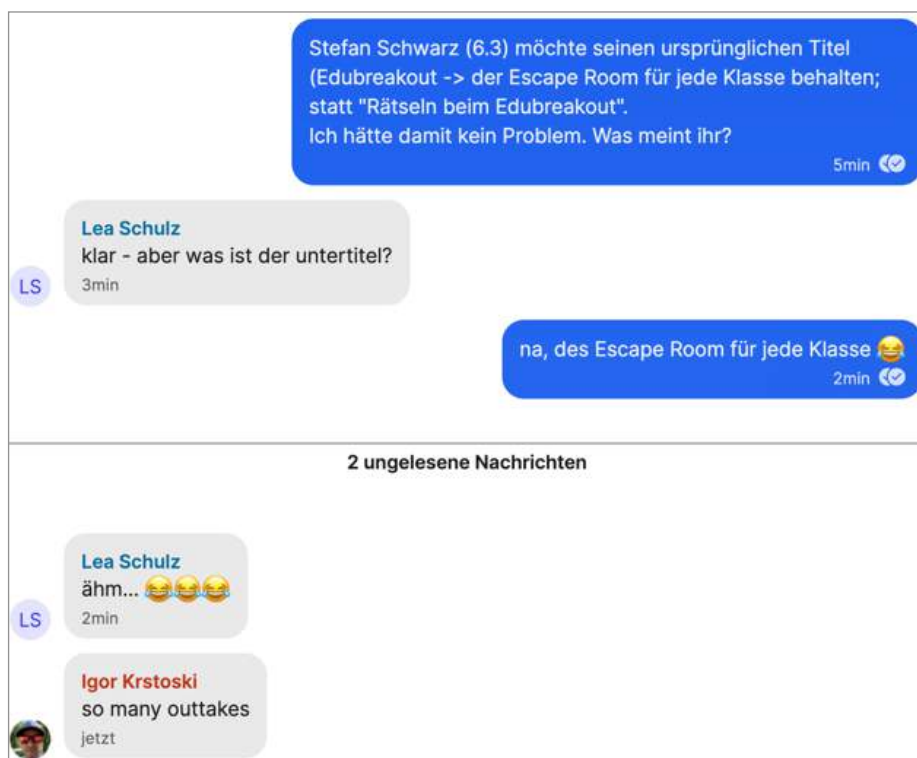 Stefan Schwarz (6.3) möchte seinen ursprünglichen Titel
(Edubreakout -> der Escape Room für jede Klasse behalten;
statt "Rätseln beim Edubreakout".
Ich hätte damit kein Problem. Was meint ihr?
5min
Lea Schulz
klar - aber was ist der untertitel?
3min
LS
na, des Escape Room für jede Klasse 😂
2min
2 ungelesene Nachrichten
Lea Schulz
ähm... 😂😂😂
2min
LS
Igor Krstoski
so many outtakes
jetzt